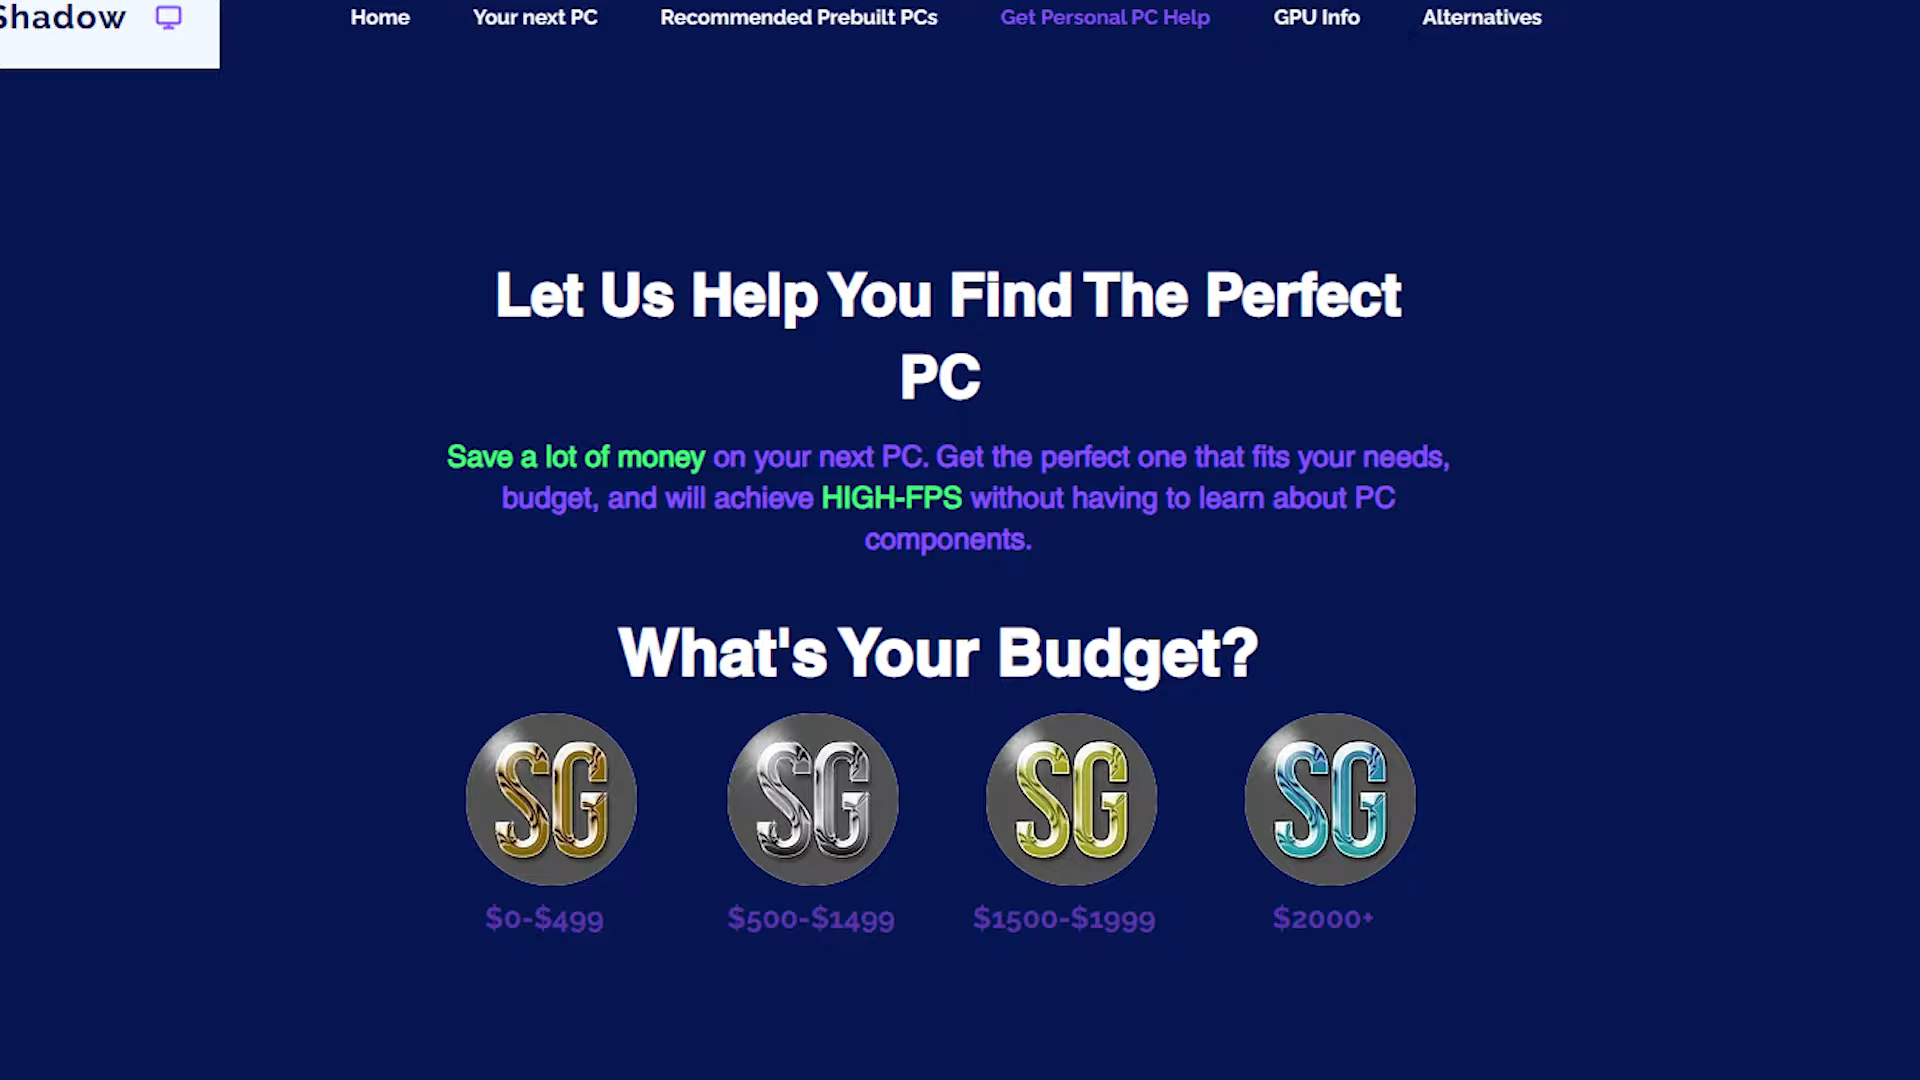 Shadow
Home Your next PC Recommended Prebuilt PCs Get Personal PC Help GPU Info Alternatives
Let Us Help You Find The Perfect
PC
Save a lot of money on your next PC. Get the perfect one that fits your needs,
budget, and will achieve HIGH-FPS without having to learn about PC
components.
What's Your Budget?
SG SG SG SG
$0-$499 $500-$1499 $1500-$1999 $2000+